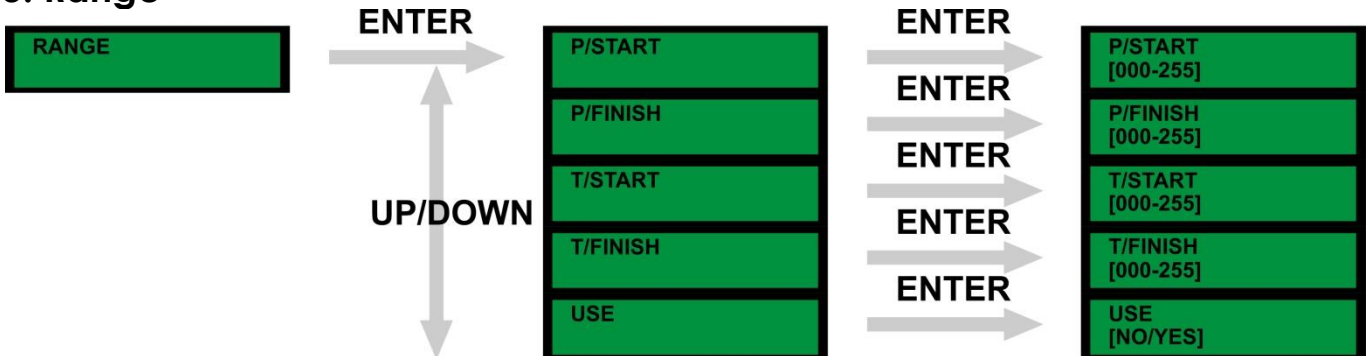 Range
ENTER
ENTER
RANGE
P/START
P/START
[000-255]
ENTER
P/FINISH
P/FINISH
[000-255]
ENTER
T/START
T/START
[000-255]
UP/DOWN
ENTER
T/FINISH
T/FINISH
[000-255]
ENTER
USE
USE
[NO/YES]